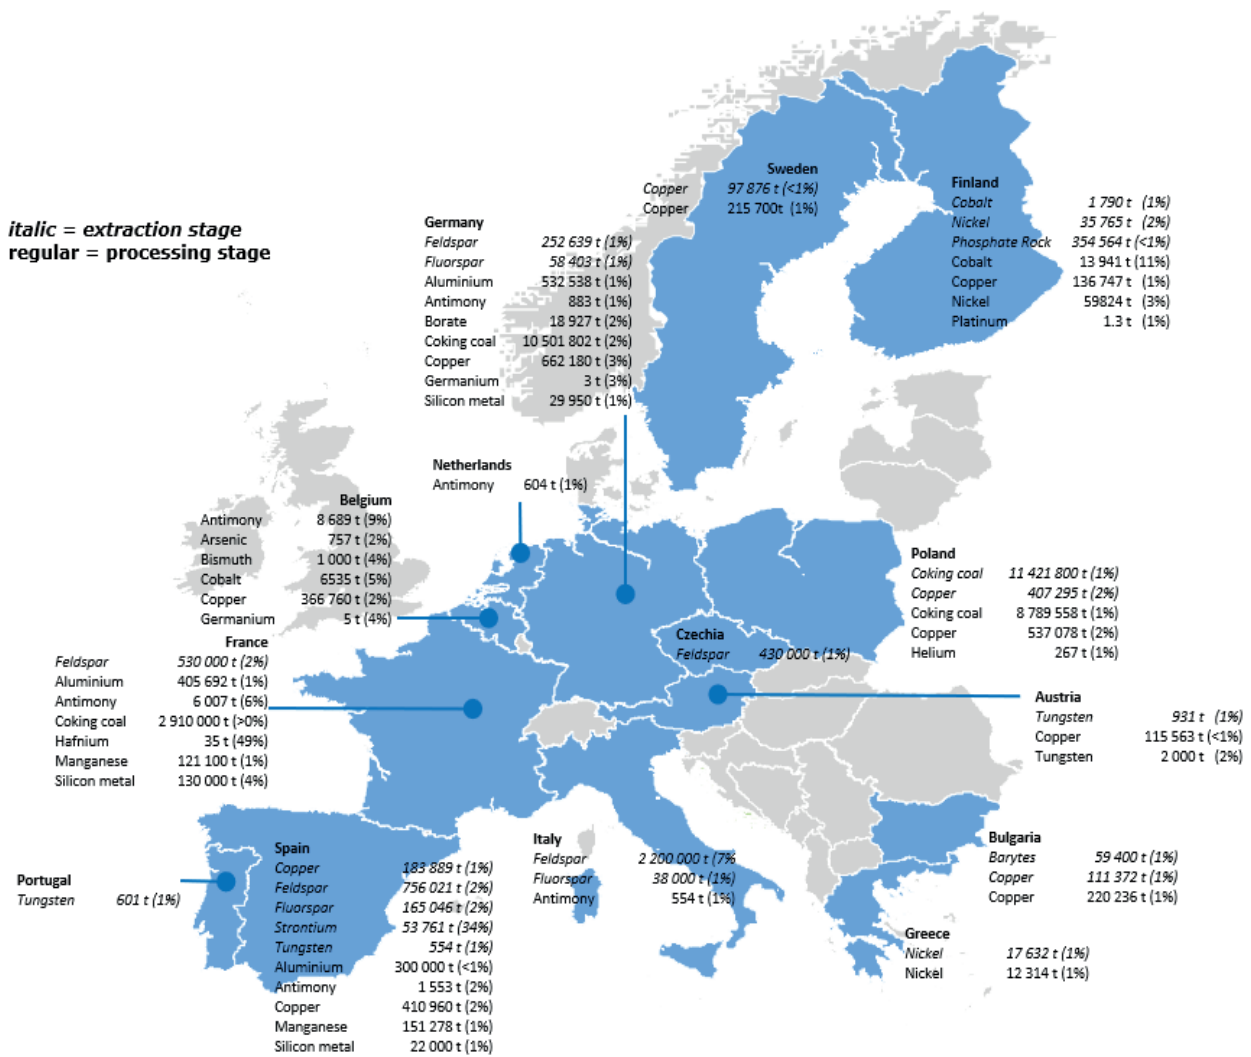 italic = extraction stage
regular = processing stage
Sweden
Copper 97 876 t (<1%)
Copper 215 700t (1%)
Finland
Cobalt 1 790 t (1%)
Nickel 35 765 t (2%)
Phosphate Rock 354 564 t (<1%)
Cobalt 13 941 t (11%)
Copper 136 747 t (1%)
Nickel 59824 t (3%)
Platinum 1.3 t (1%)
Germany
Feldspar 252 639 t (1%)
Fluorspar 58 403 t (1%)
Aluminium 532 538 t (1%)
Antimony 883 t (1%)
Borate 18 927 t (2%)
Coking coal 10 501 802 t (2%)
Copper 662 180 t (3%)
Germanium 3 t (3%)
Silicon metal 29 950 t (1%)
Netherlands
Antimony 604 t (1%)
Belgium
Antimony 8 689 t (9%)
Arsenic 757 t (2%)
Bismuth 1 000 t (4%)
Cobalt 6535 t (5%)
Copper 366 760 t (2%)
Germanium 5 t (4%)
France
Feldspar 530 000 t (2%)
Aluminium 405 692 t (1%)
Antimony 6 007 t (6%)
Coking coal 2 910 000 t (>0%)
Hafnium 35 t (49%)
Manganese 121 100 t (1%)
Silicon metal 130 000 t (4%)
Poland
Coking coal 11 421 800 t (1%)
Copper 407 295 t (2%)
Coking coal 8 789 558 t (1%)
Copper 537 078 t (2%)
Helium 267 t (1%)
Czechia
Feldspar 430 000 t (1%)
Austria
Tungsten 931 t (1%)
Copper 115 563 t (<1%)
Tungsten 2 000 t (2%)
Portugal
Tungsten 601 t (1%)
Spain
Copper 183 889 t (1%)
Feldspar 756 021 t (2%)
Fluorspar 165 046 t (2%)
Strontium 53 761 t (34%)
Tungsten 554 t (1%)
Aluminium 300 000 t (<1%)
Antimony 1 553 t (2%)
Copper 410 960 t (2%)
Manganese 151 278 t (1%)
Silicon metal 22 000 t (1%)
Italy
Feldspar 2 200 000 t (7%
Fluorspar 38 000 t (1%)
Antimony 554 t (1%)
Bulgaria
Barytes 59 400 t (1%)
Copper 111 372 t (1%)
Copper 220 236 t (1%)
Greece
Nickel 17 632 t (1%)
Nickel 12 314 t (1%)